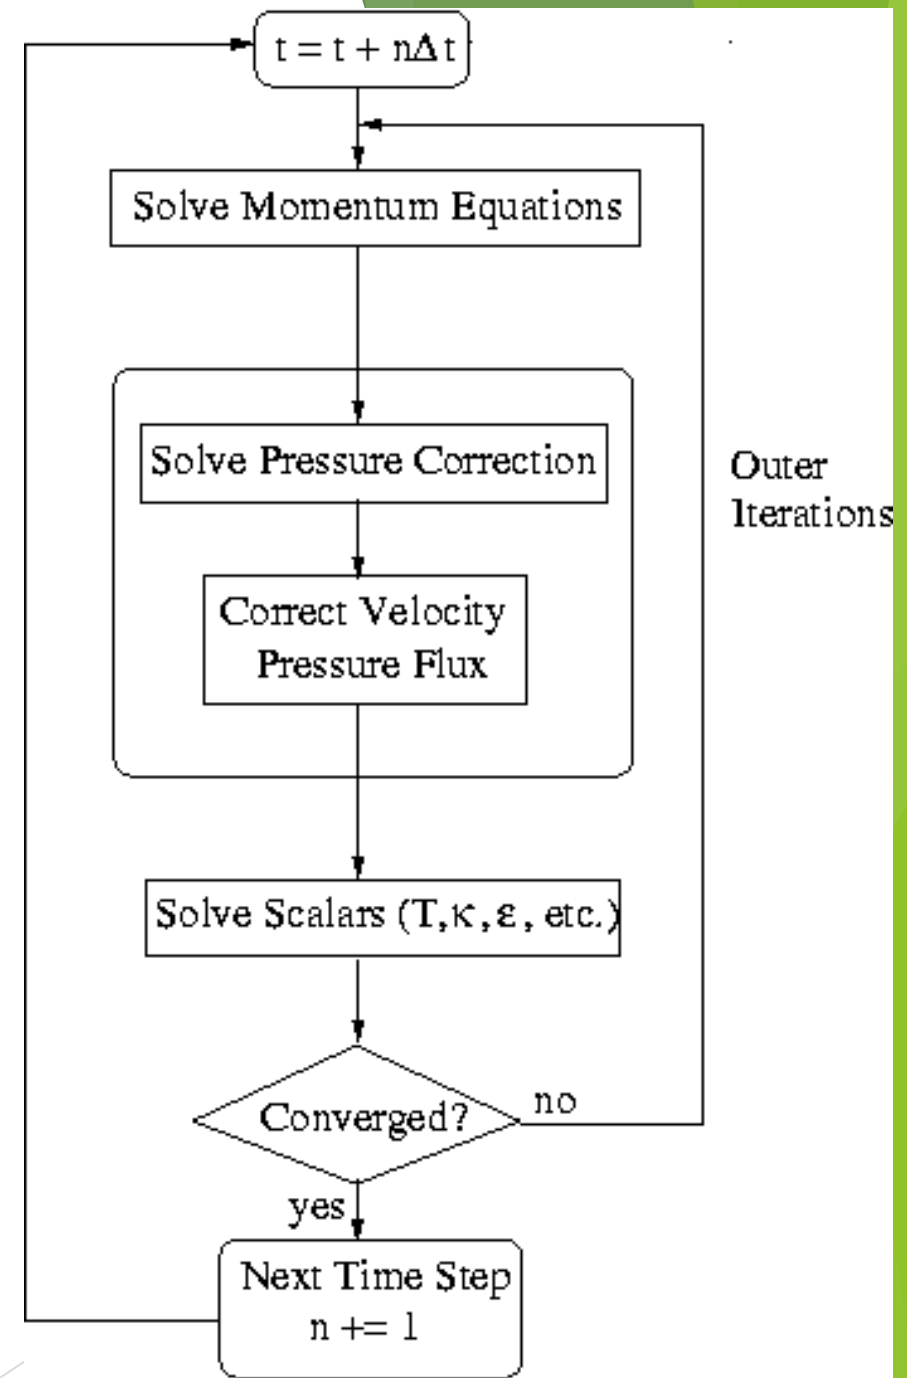 t = t + nΔt
Solve Momentum Equations
Solve Pressure Correction
Outer
Iterations
Correct Velocity
Pressure Flux
Solve Scalars (T,κ,ε, etc.)
Converged?
no
yes
Next Time Step
n += 1